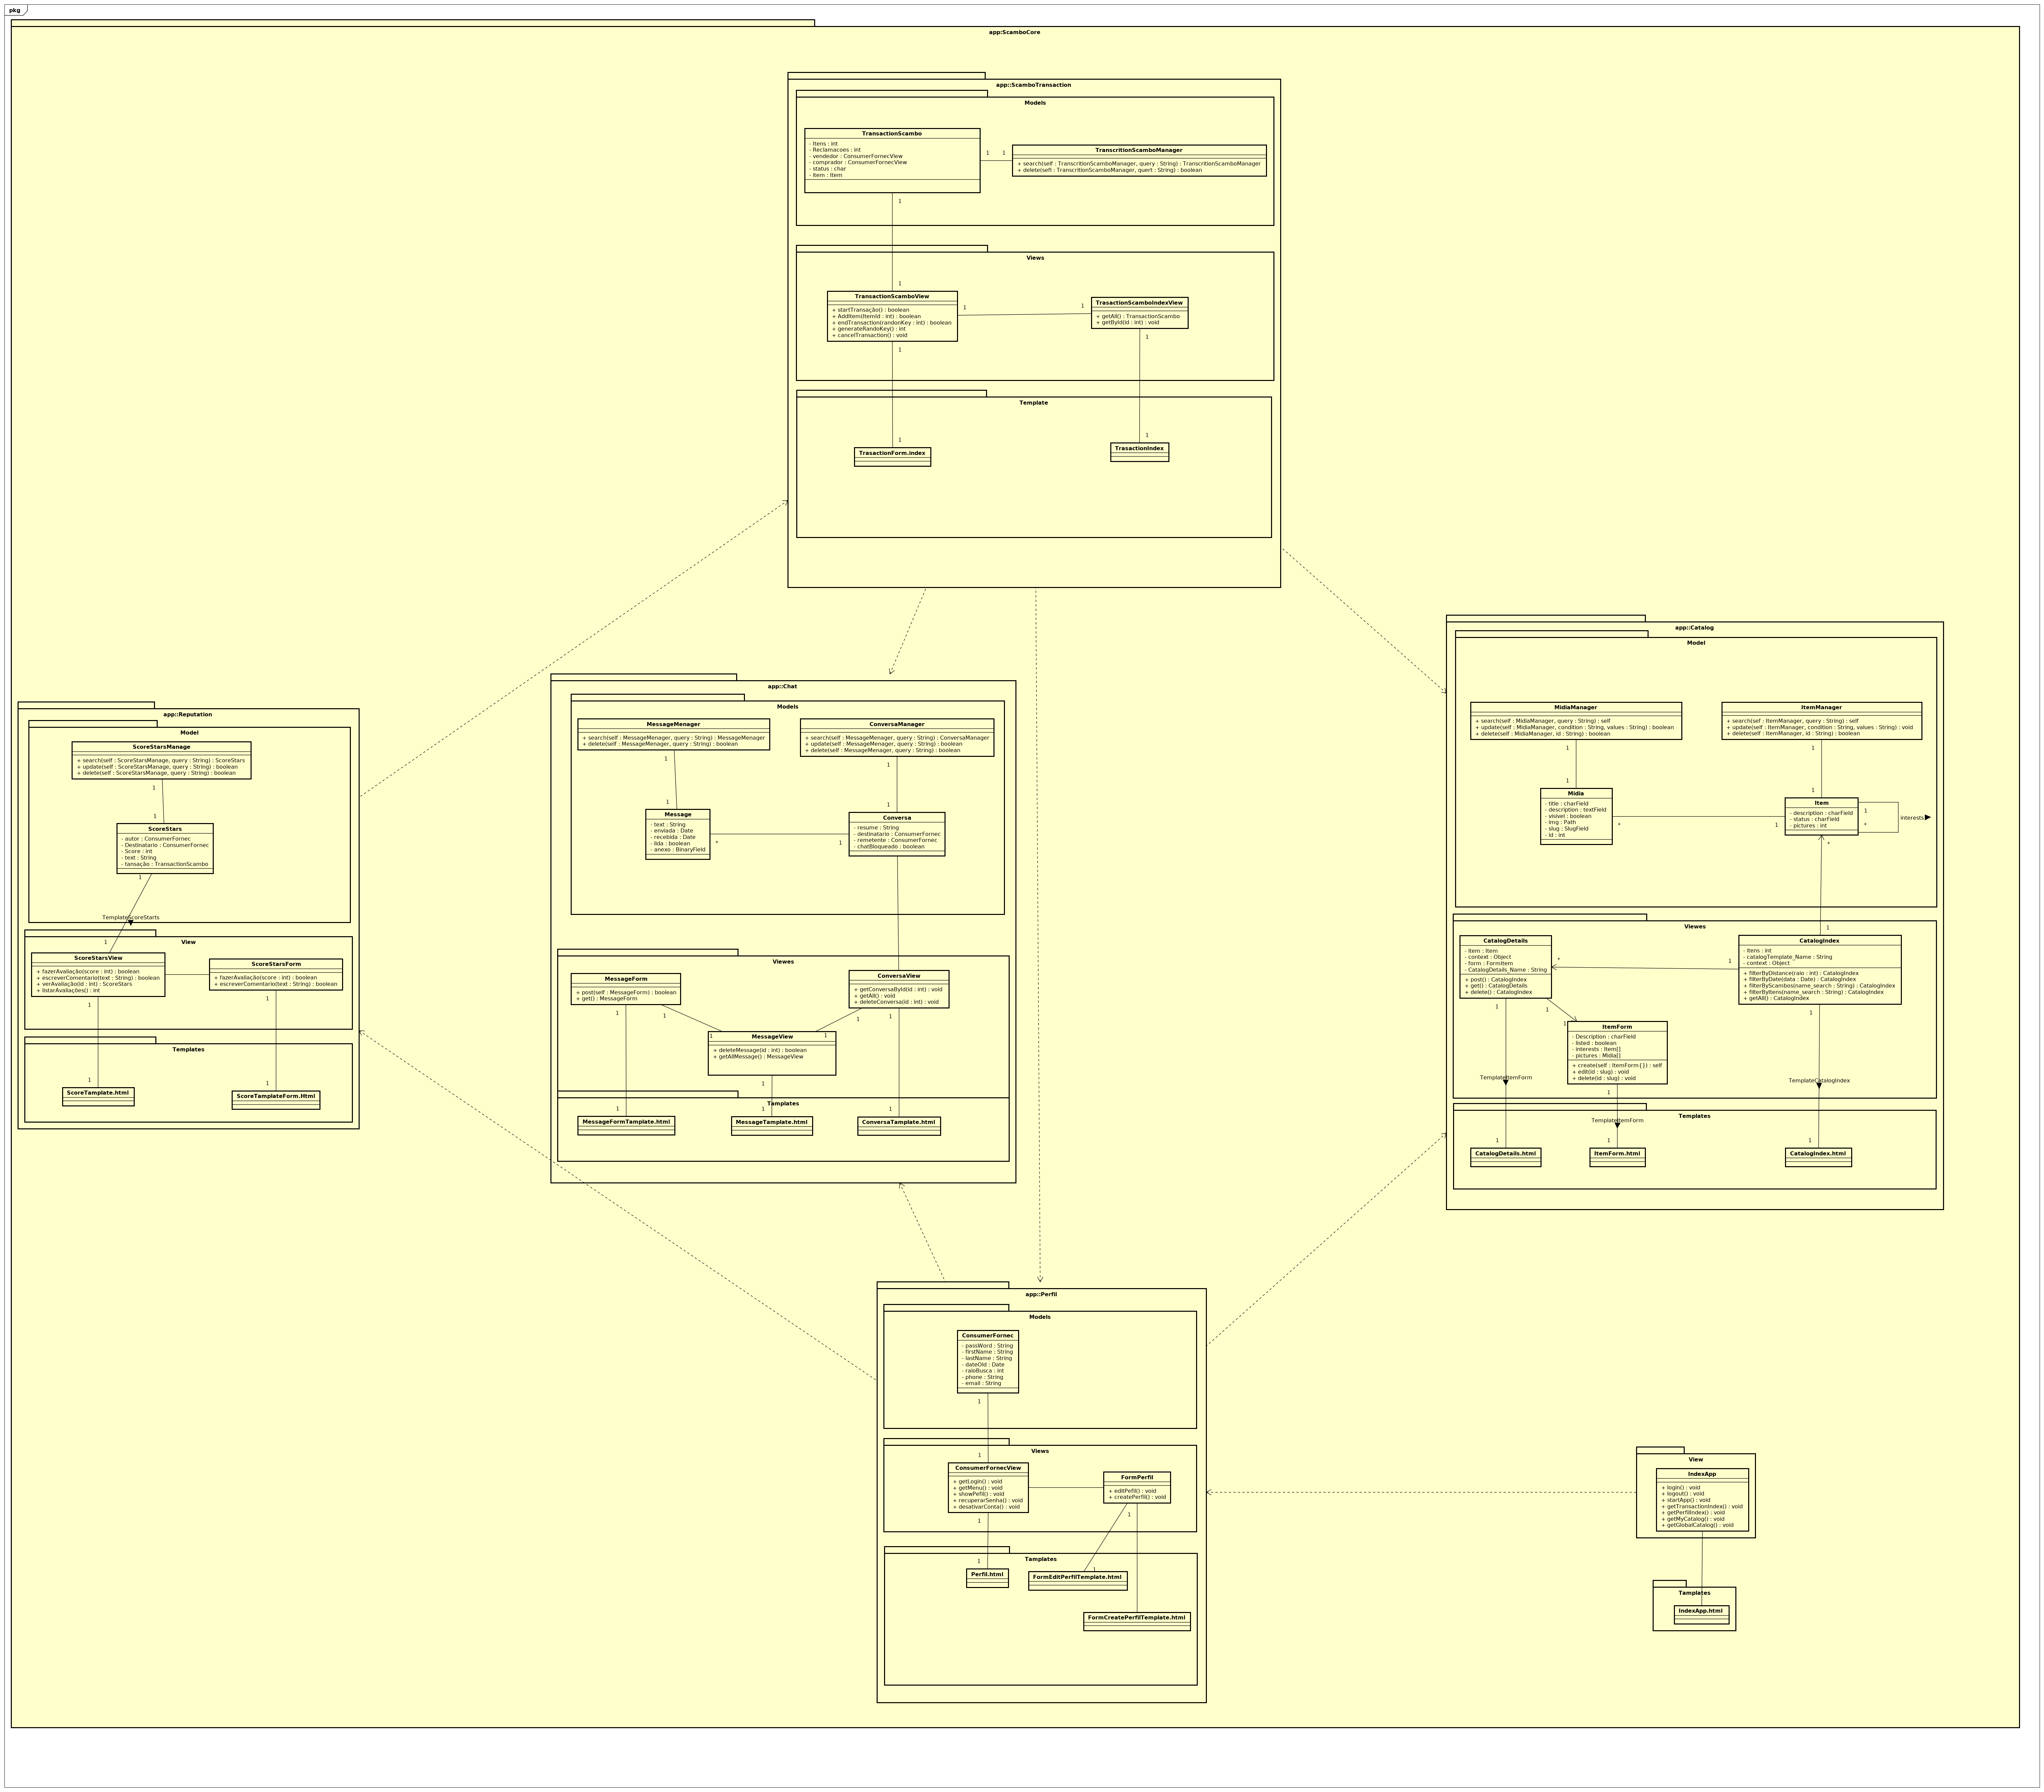 pkg
app:ScamboCore
app::ScamboTransaction
Models
TransactionScambo
- Itens : int
- Reclamacoes : int
- vendedor : ConsumerFornecView
- comprador : ConsumerFornecView
- status : char
- Item : Item
1
1
TranscritionScamboManager
+ search(self : TranscritionScamboManager, query : String) : TranscritionScamboManager
+ delete(sefl : TranscritionScamboManager, quert : String) : boolean
1
Views
1
TransactionScamboView
+ startTransação() : boolean
+ AddItem(ItemId : int) : boolean
+ endTransaction(randonKey : int) : boolean
+ generateRandoKey() : int
+ cancelTransaction() : void
1
1
TrasactionScamboIndexView
+ getAll() : TransactionScambo
+ getById(id : int) : void
1
1
Template
1
1
TrasactionForm.index
TrasactionIndex
app::Reputation
Model
ScoreStarsManage
+ search(self : ScoreStarsManage, query : String) : ScoreStars
+ update(self : ScoreStarsManage, query : String) : boolean
+ delete(self : ScoreStarsManage, query : String) : boolean
1
1
ScoreStars
- autor : ConsumerFornec
- Destinatario : ConsumerFornec
- Score : int
- text : String
- tansação : TransactionScambo
1
TemplateScoreStarts
1
View
ScoreStarsView
+ fazerAvaliação(score : int) : boolean
+ escreverComentario(text : String) : boolean
+ verAvaliação(id : int) : ScoreStars
+ listarAvaliações() : int
ScoreStarsForm
+ fazerAvaliação(score : int) : boolean
+ escreverComentario(text : String) : boolean
1
1
Templates
1
1
ScoreTamplate.html
ScoreTamplateForm.Html
app::Chat
Models
MessageMenager
+ search(self : MessageMenager, query : String) : MessageMenager
+ delete(self : MessageMenager, query : String) : boolean
ConversaManager
+ search(self : MessageMenager, query : String) : ConversaManager
+ update(self : MessageMenager, query : String) : boolean
+ delete(self : MessageMenager, query : String) : boolean
1
1
1
1
Message
- text : String
- enviada : Date
- recebida : Date
- lida : boolean
- anexo : BinaryField
*
1
Conversa
- resume : String
- destinatario : ConsumerFornec
- remetente : ConsumerFornec
- chatBloqueado : boolean
Viewes
MessageForm
+ post(self : MessageForm) : boolean
+ get() : MessageForm
ConversaView
+ getConversaById(id : int) : void
+ getAll() : void
+ deleteConversa(id : int) : void
1
1
1
1
1
1
MessageView
+ deleteMessage(id : int) : boolean
+ getAllMessage() : MessageView
1
Tamplates
1
1
1
MessageFormTamplate.html
MessageTamplate.html
ConversaTamplate.html
app::Catalog
Model
MidiaManager
+ search(sef : MidiaManager, query : String) : self
+ update(self : MidiaManager, condition : String, values : String) : boolean
+ delete(self : MidiaManager, id : String) : boolean
ItemManager
+ search(sef : ItemManager, query : String) : self
+ update(self : ItemManager, condition : String, values : String) : void
+ delete(self : ItemManager, id : String) : boolean
1
1
1
1
Midia
- title : charField
- description : textField
- visivel : boolean
- img : Path
- slug : SlugField
- id : int
*
1
Item
- description : charField
- status : charField
- pictures : int
1
*
interests
*
1
Viewes
CatalogDetails
- item : Item
- context : Object
- form : FormItem
- CatalogDetails_Name : String
+ post() : CatalogIndex
+ get() : CatalogDetails
+ delete() : CatalogIndex
*
1
CatalogIndex
- Itens : int
- catalogTemplate_Name : String
- context : Object
+ filterByDistance(raio : int) : CatalogIndex
+ filterByDate(data : Date) : CatalogIndex
+ filterByScambos(name_search : String) : CatalogIndex
+ filterByItens(name_search : String) : CatalogIndex
+ getAll() : CatalogIndex
1
1
1
1
ItemForm
- Description : charField
- listed : boolean
- interests : Item[]
- pictures : Midia[]
+ create(self : ItemForm{}) : self
+ edit(id : slug) : void
+ delete(id : slug) : void
TemplateItemForm
TemplateCatalogIndex
1
Templates
TemplateItemForm
1
1
1
CatalogDetails.html
ItemForm.html
CatalogIndex.html
app::Perfil
Models
ConsumerFornec
- passWord : String
- firstName : String
- lastName : String
- dateOld : Date
- raioBusca : int
- phone : String
- email : String
1
Views
1
ConsumerFornecView
+ getLogin() : void
+ getMenu() : void
+ showPefil() : void
+ recuperarSenha() : void
+ desativarConta() : void
FormPerfil
+ editPefil() : void
+ createPerfil() : void
1
1
Tamplates
1
1
Perfil.html
FormEditPerfilTemplate.html
FormCreatePerfilTemplate.html
View
IndexApp
+ login() : void
+ logout() : void
+ startApp() : void
+ getTransactionIndex() : void
+ getPerfilIndex() : void
+ getMyCatalog() : void
+ getGlobalCatalog() : void
Tamplates
IndexApp.html